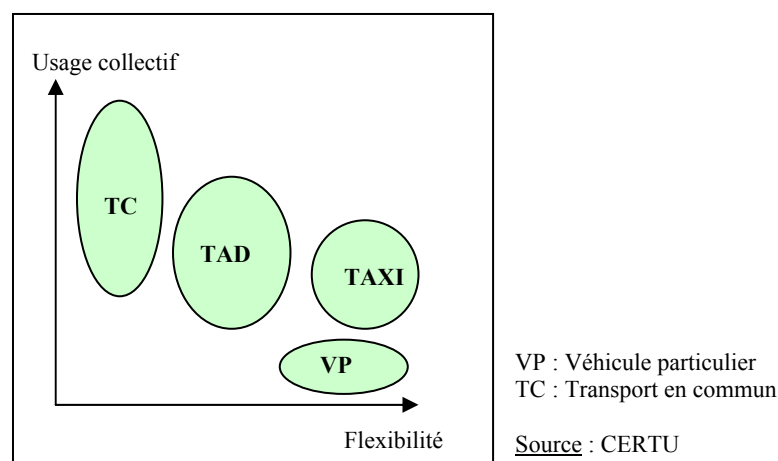 Usage collectif
TC
TAD
TAXI
VP
Flexibilité
VP : Véhicule particulier
TC : Transport en commun
Source : CERTU